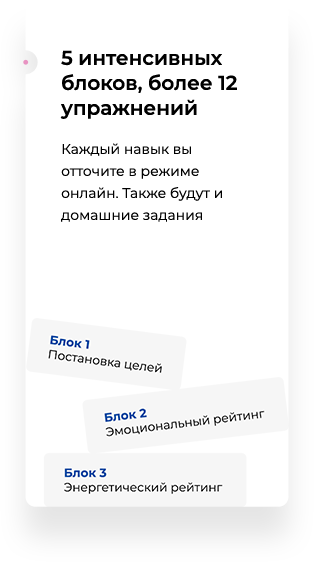 5 интенсивных
блоков, более 12
упражнений
Каждый навык вы
отточите в режиме
онлайн. Также будут и
домашние задания
Блок 1
Постановка целей
Блок 2
Эмоциональный рейтинг
Блок 3
Энергетический рейтинг